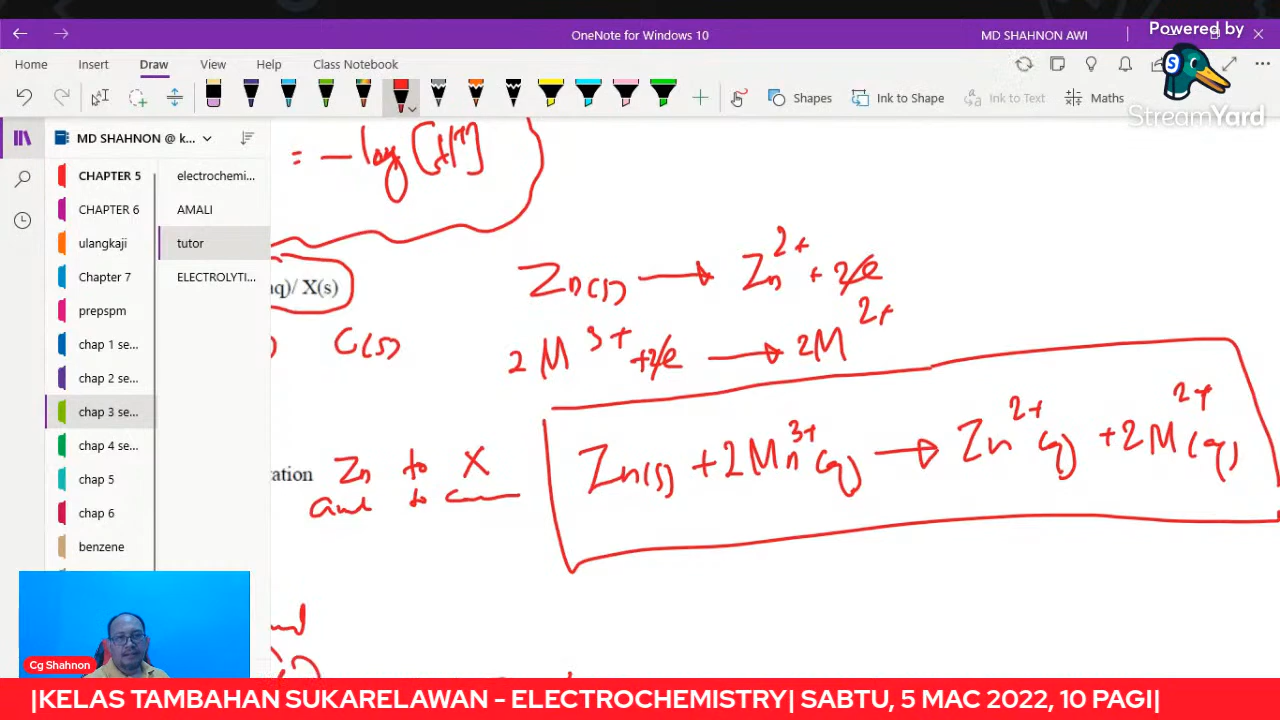 Powered by
StreamYard
OneNote for Windows 10
MD SHAHNON AWI
Home Insert Draw View Help Class Notebook
Shapes Ink to Shape Ink to Text Maths
MD SHAHNON @ k...
CHAPTER 5
CHAPTER 6
ulangkaji
Chapter 7
prepspm
chap 1 se...
chap 2 se...
chap 3 se...
chap 4 se...
chap 5
chap 6
benzene
electrochemi...
AMALI
tutor
ELECTROLYTI...
= -log [H⁺]
aq)/ X(s)
C(s)
Zn(s) → Zn²⁺ + 2e
2M³⁺ + 2e → 2M²⁺
ration Zn to X
Zn(s) + 2Mn³⁺(q) → Zn²⁺(q) + 2M²⁺(q)
Cg Shahnon
|KELAS TAMBAHAN SUKARELAWAN - ELECTROCHEMISTRY| SABTU, 5 MAC 2022, 10 PAGI|